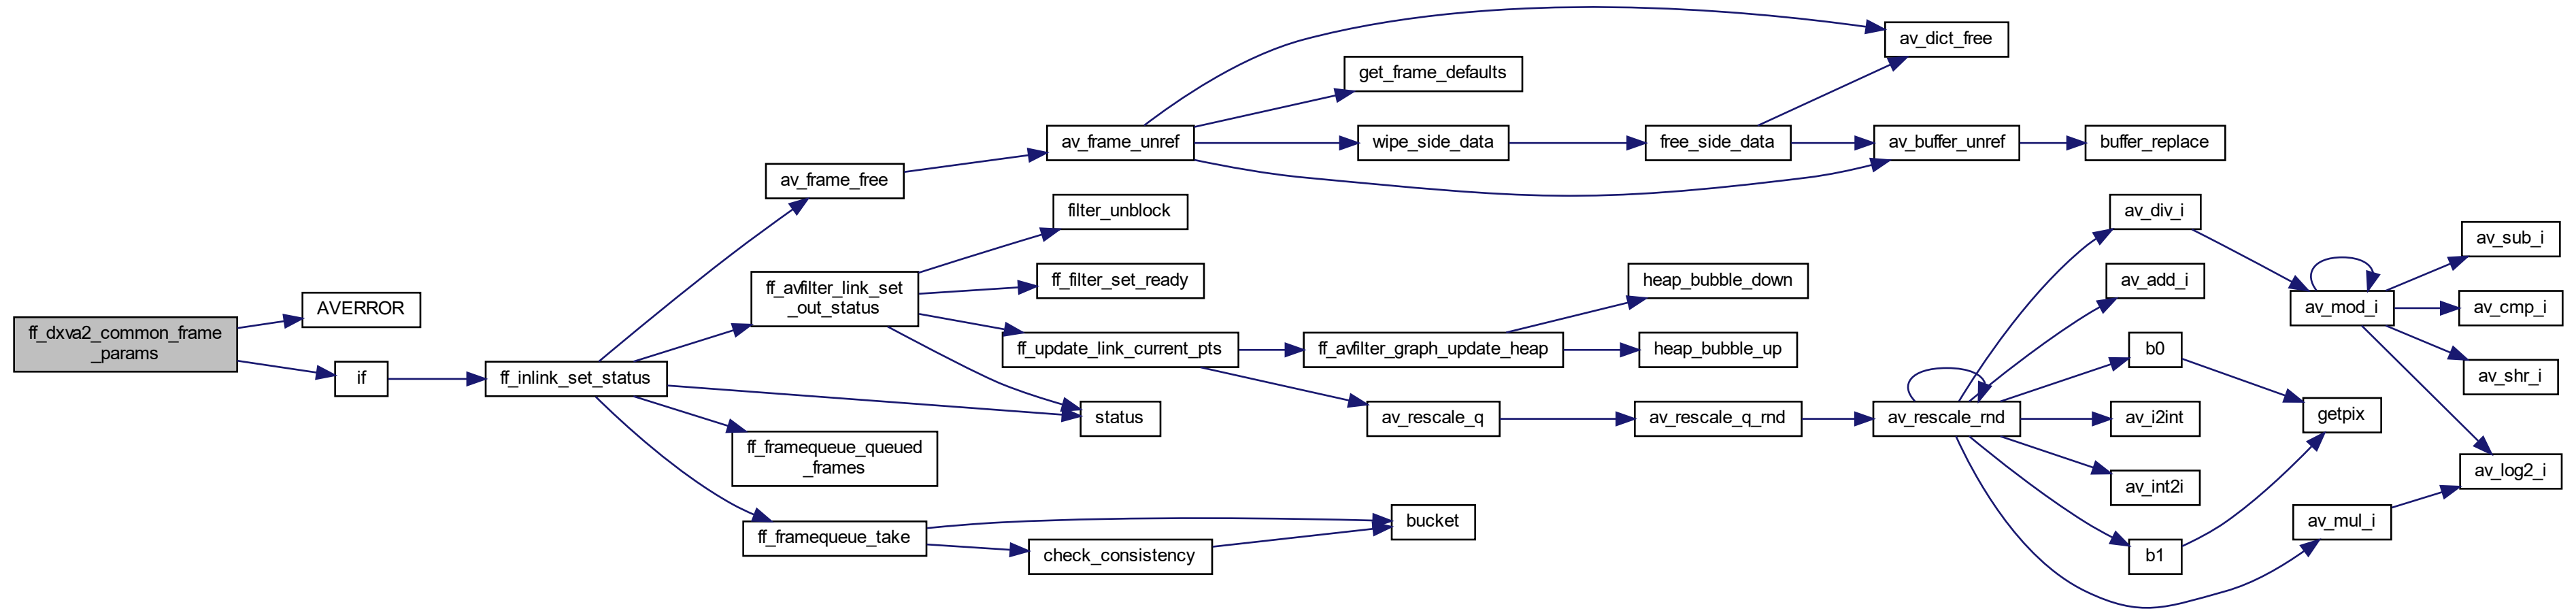 ff_dxva2_common_frame
_params
AVERROR
if
ff_inlink_set_status
av_frame_free
ff_avfilter_link_set
_out_status
ff_framequeue_queued
_frames
ff_framequeue_take
av_frame_unref
filter_unblock
ff_filter_set_ready
ff_update_link_current_pts
status
check_consistency
get_frame_defaults
wipe_side_data
ff_avfilter_graph_update_heap
av_rescale_q
bucket
free_side_data
heap_bubble_down
heap_bubble_up
av_rescale_q_rnd
av_dict_free
av_buffer_unref
av_rescale_rnd
buffer_replace
av_div_i
av_add_i
b0
av_i2int
av_int2i
b1
av_mod_i
getpix
av_mul_i
av_sub_i
av_cmp_i
av_shr_i
av_log2_i